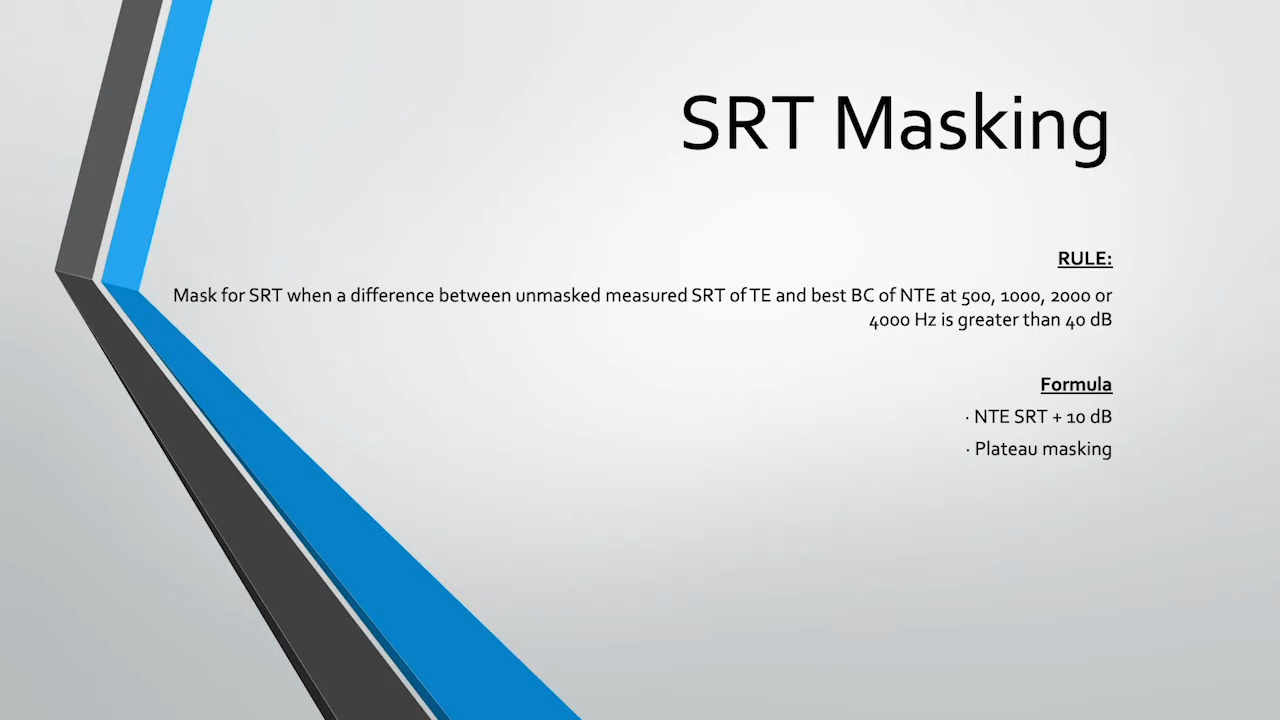 SRT Masking
RULE:
Mask for SRT when a difference between unmasked measured SRT of TE and best BC of NTE at 500, 1000, 2000 or
4000 Hz is greater than 40 dB
Formula
· NTE SRT + 10 dB
· Plateau masking